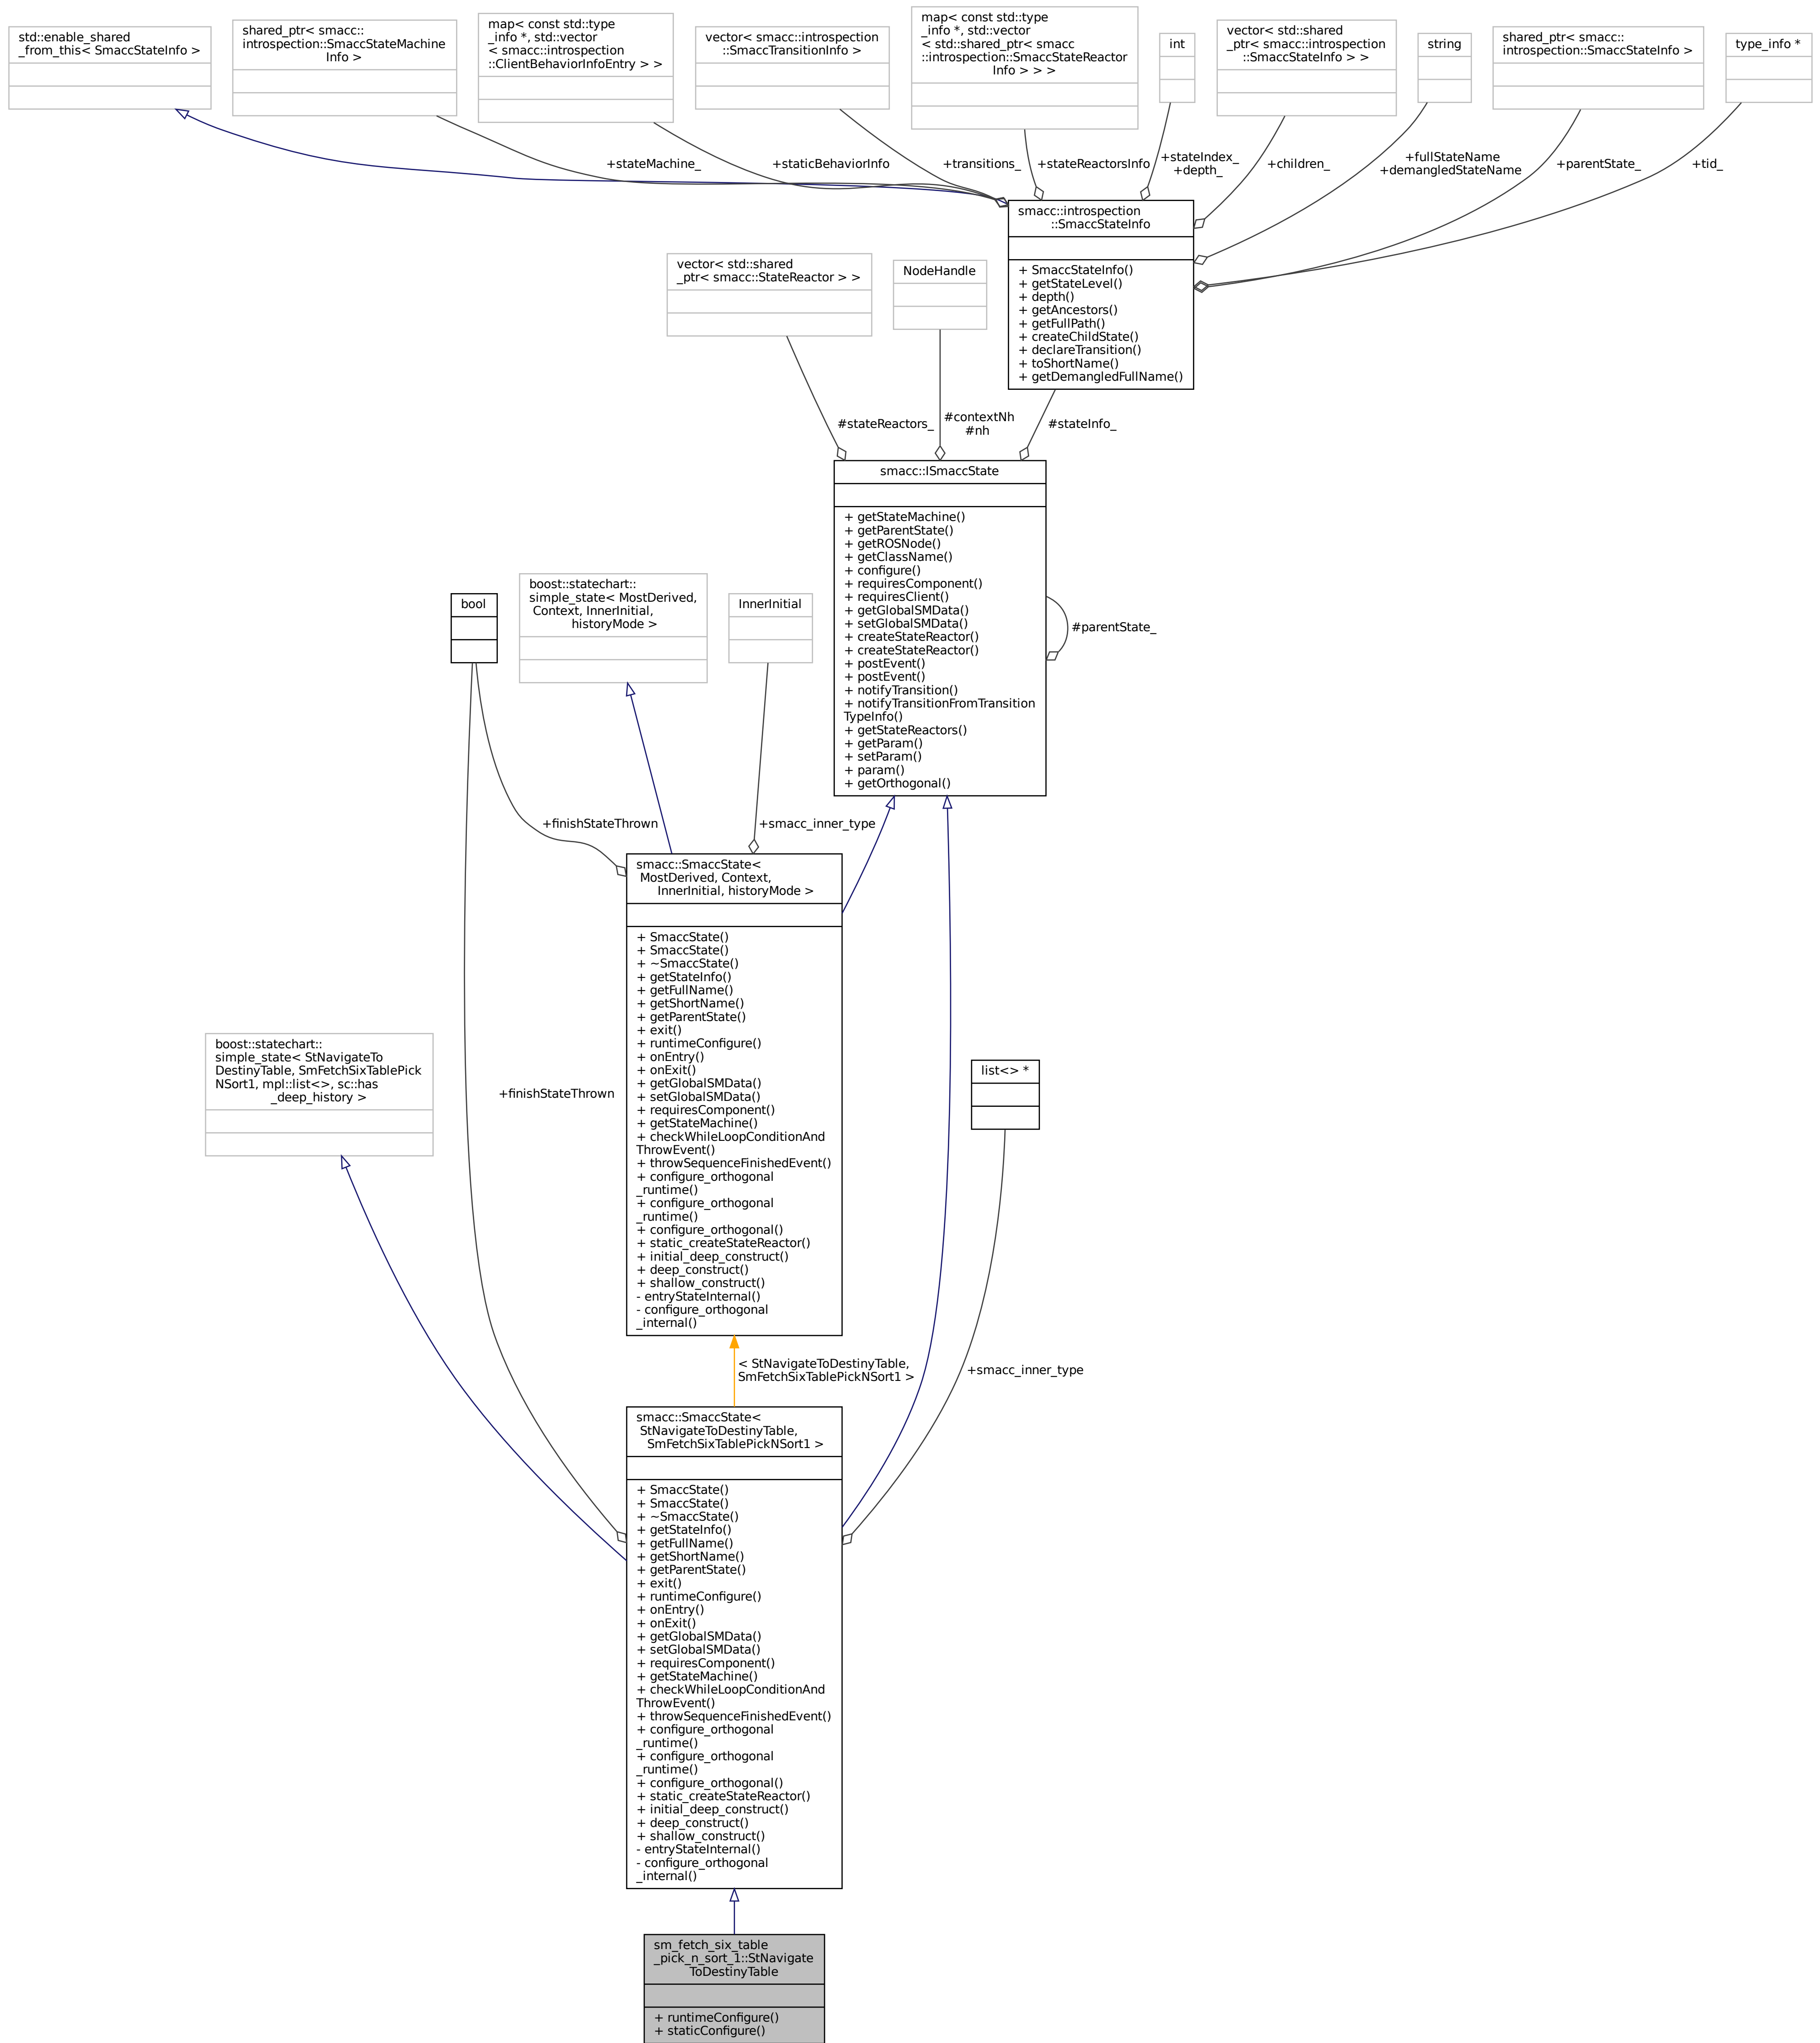 std::enable_shared
_from_this< SmaccStateInfo >
shared_ptr< smacc::
introspection::SmaccStateMachine
Info >
map< const std::type
_info *, std::vector
< smacc::introspection
::ClientBehaviorInfoEntry > >
vector< smacc::introspection
::SmaccTransitionInfo >
map< const std::type
_info *, std::vector
< std::shared_ptr< smacc
::introspection::SmaccStateReactor
Info > > >
int
vector< std::shared
_ptr< smacc::introspection
::SmaccStateInfo > >
string
shared_ptr< smacc::
introspection::SmaccStateInfo >
type_info *
+stateMachine_
+staticBehaviorInfo
+transitions_
+stateReactorsInfo
+stateIndex_
+depth_
+children_
+fullStateName
+demangledStateName
+parentState_
+tid_
smacc::introspection
::SmaccStateInfo
+ SmaccStateInfo()
+ getStateLevel()
+ depth()
+ getAncestors()
+ getFullPath()
+ createChildState()
+ declareTransition()
+ toShortName()
+ getDemangledFullName()
vector< std::shared
_ptr< smacc::StateReactor > >
NodeHandle
#stateReactors_
#contextNh
#nh
#stateInfo_
smacc::ISmaccState
+ getStateMachine()
+ getParentState()
+ getROSNode()
+ getClassName()
+ configure()
+ requiresComponent()
+ requiresClient()
+ getGlobalSMData()
+ setGlobalSMData()
+ createStateReactor()
+ createStateReactor()
+ postEvent()
+ postEvent()
+ notifyTransition()
+ notifyTransitionFromTransition
TypeInfo()
+ getStateReactors()
+ getParam()
+ setParam()
+ param()
+ getOrthogonal()
#parentState_
bool
boost::statechart::
simple_state< MostDerived,
Context, InnerInitial,
historyMode >
InnerInitial
+finishStateThrown
+smacc_inner_type
smacc::SmaccState<
MostDerived, Context,
InnerInitial, historyMode >
+ SmaccState()
+ SmaccState()
+ ~SmaccState()
+ getStateInfo()
+ getFullName()
+ getShortName()
+ getParentState()
+ exit()
+ runtimeConfigure()
+ onEntry()
+ onExit()
+ getGlobalSMData()
+ setGlobalSMData()
+ requiresComponent()
+ getStateMachine()
+ checkWhileLoopConditionAnd
ThrowEvent()
+ throwSequenceFinishedEvent()
+ configure_orthogonal
_runtime()
+ configure_orthogonal
_runtime()
+ configure_orthogonal()
+ static_createStateReactor()
+ initial_deep_construct()
+ deep_construct()
+ shallow_construct()
- entryStateInternal()
- configure_orthogonal
_internal()
boost::statechart::
simple_state< StNavigateTo
DestinyTable, SmFetchSixTablePick
NSort1, mpl::list<>, sc::has
_deep_history >
+finishStateThrown
list<> *
< StNavigateToDestinyTable,
SmFetchSixTablePickNSort1 >
+smacc_inner_type
smacc::SmaccState<
StNavigateToDestinyTable,
SmFetchSixTablePickNSort1 >
+ SmaccState()
+ SmaccState()
+ ~SmaccState()
+ getStateInfo()
+ getFullName()
+ getShortName()
+ getParentState()
+ exit()
+ runtimeConfigure()
+ onEntry()
+ onExit()
+ getGlobalSMData()
+ setGlobalSMData()
+ requiresComponent()
+ getStateMachine()
+ checkWhileLoopConditionAnd
ThrowEvent()
+ throwSequenceFinishedEvent()
+ configure_orthogonal
_runtime()
+ configure_orthogonal
_runtime()
+ configure_orthogonal()
+ static_createStateReactor()
+ initial_deep_construct()
+ deep_construct()
+ shallow_construct()
- entryStateInternal()
- configure_orthogonal
_internal()
sm_fetch_six_table
_pick_n_sort_1::StNavigate
ToDestinyTable
+ runtimeConfigure()
+ staticConfigure()